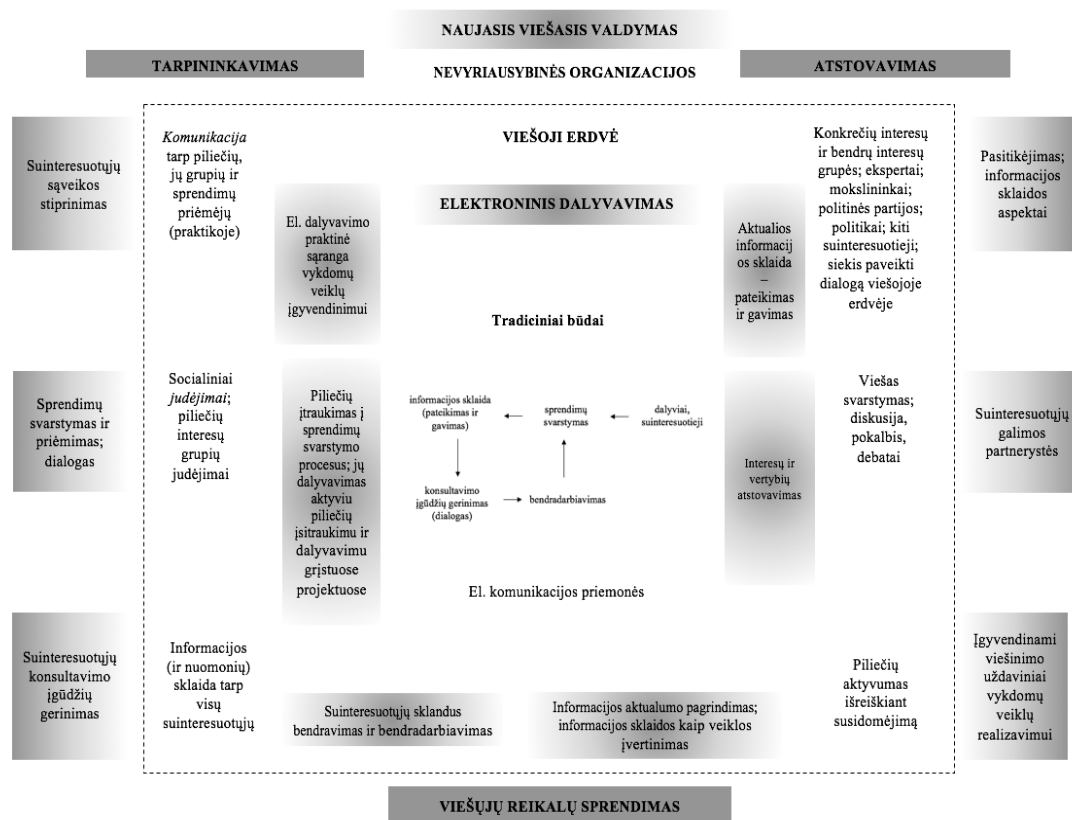 NAUJASIS VIEŠASIS VALDYMAS
TARPININKAVIMAS
NEVYRIAUSYBINĖS ORGANIZACIJOS
ATSTOVAVIMAS
Suinteresuotųjų
sąveikos
stiprinimas
Komunikacija
tarp piliečių,
jų grupių ir
sprendimų
priėmėjų
(praktikoje)
VIEŠOJI ERDVĖ
Konkrečių interesų
ir bendrų interesų
grupės; ekspertai;
mokslininkai;
politinės partijos;
politikai; kiti
suinteresuotieji;
siekis paveikti
dialogą viešojoje
erdvėje
Pasitikėjimas;
informacijos
sklaidos
aspektai
El. dalyvavimo
praktinė
sąranga
vykdomų
veiklų
įgyvendinimui
ELEKTRONINIS DALYVAVIMAS
Aktualios
informacij
os sklaida
–
pateikimas
ir gavimas
Tradiciniai būdai
Sprendimų
svarstymas ir
priėmimas;
dialogas
Socialiniai
judėjimai;
piliečių
interesų
grupių
judėjimai
Piliečių
įtraukimas į
sprendimų
svarstymo
procesus; jų
dalyvavimas
aktyviu
piliečių
įsitraukimu ir
dalyvavimu
grįstuose
projektuose
informacijos sklaida
(pateikimas ir
gavimas)
sprendimų
svarstymas
dalyviai,
suinteresuotieji
konsultavimo
įgūdžių gerinimas
(dialogas)
bendradarbiavimas
Interesų ir
vertybių
atstovavimas
Viešas
svarstymas;
diskusija,
pokalbis,
debatai
Suinteresuotųjų
galimos
partnerystės
El. komunikacijos priemonės
Suinteresuotųjų
konsultavimo
įgūdžių
gerinimas
Informacijos
(ir nuomonių)
sklaida tarp
visų
suinteresuotųjų
Suinteresuotųjų sklandus
bendravimas ir bendradarbiavimas
Informacijos aktualumo pagrindimas;
informacijos sklaidos kaip veiklos
įvertinimas
Piliečių
aktyvumas
išreiškiant
susidomėjimą
Įgyvendinami
viešinimo
uždaviniai
vykdomų
veiklų
realizavimui
VIEŠŲJŲ REIKALŲ SPRENDIMAS